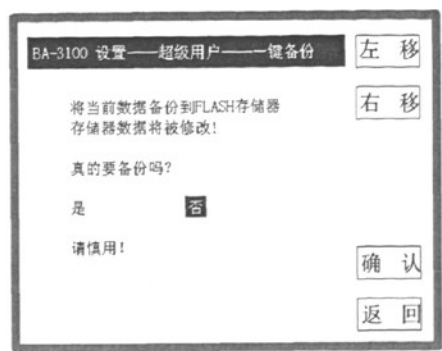 BA-3100 设置——超级用户——一键备份
左 移
将当前数据备份到FLASH存储器
右 移
存储器数据将被修改!
真的要备份吗?
是 否
请慎用!
确 认
返 回